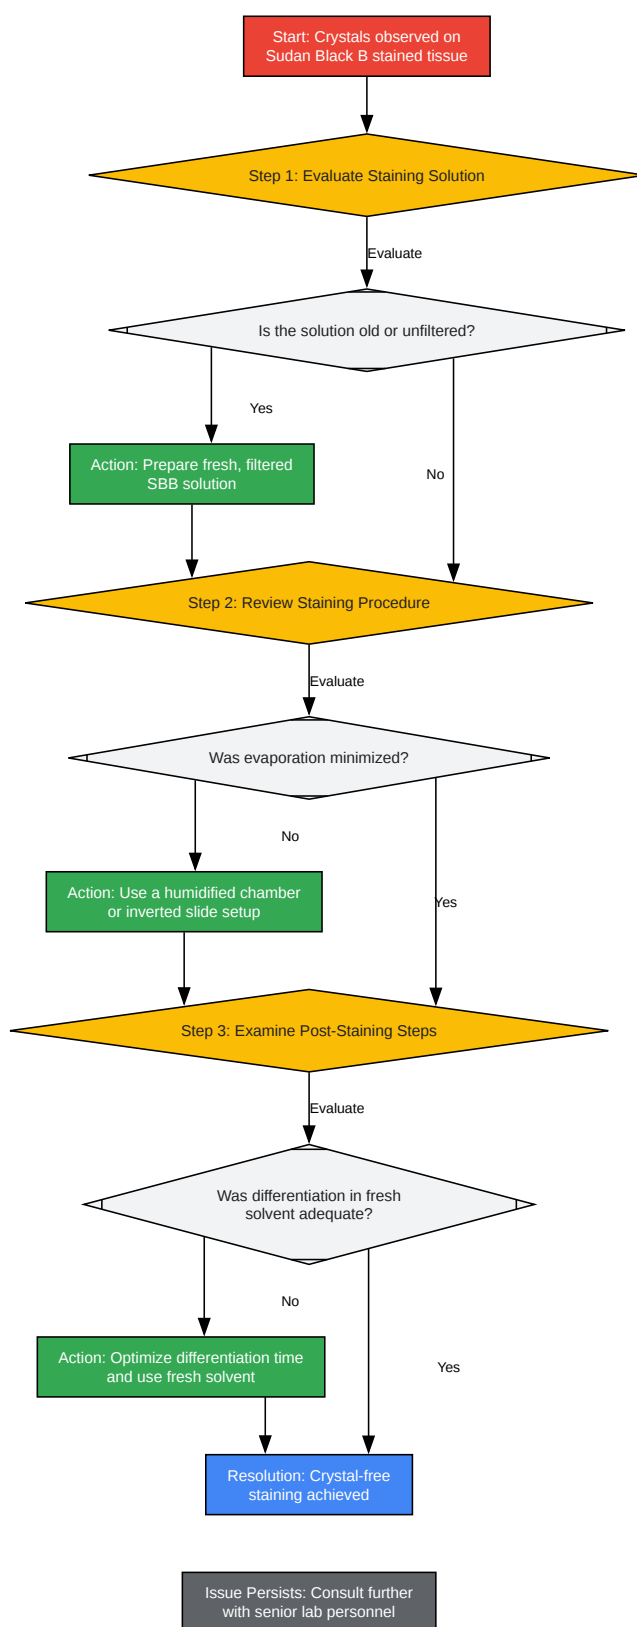 Start: Crystals observed on
Sudan Black B stained tissue
Step 1: Evaluate Staining Solution
Evaluate
Is the solution old or unfiltered?
Yes
Action: Prepare fresh, filtered
SBB solution
No
Step 2: Review Staining Procedure
Evaluate
Was evaporation minimized?
No
Action: Use a humidified chamber
or inverted slide setup
Yes
Step 3: Examine Post-Staining Steps
Evaluate
Was differentiation in fresh
solvent adequate?
No
Action: Optimize differentiation time
and use fresh solvent
Yes
Resolution: Crystal-free
staining achieved
Issue Persists: Consult further
with senior lab personnel